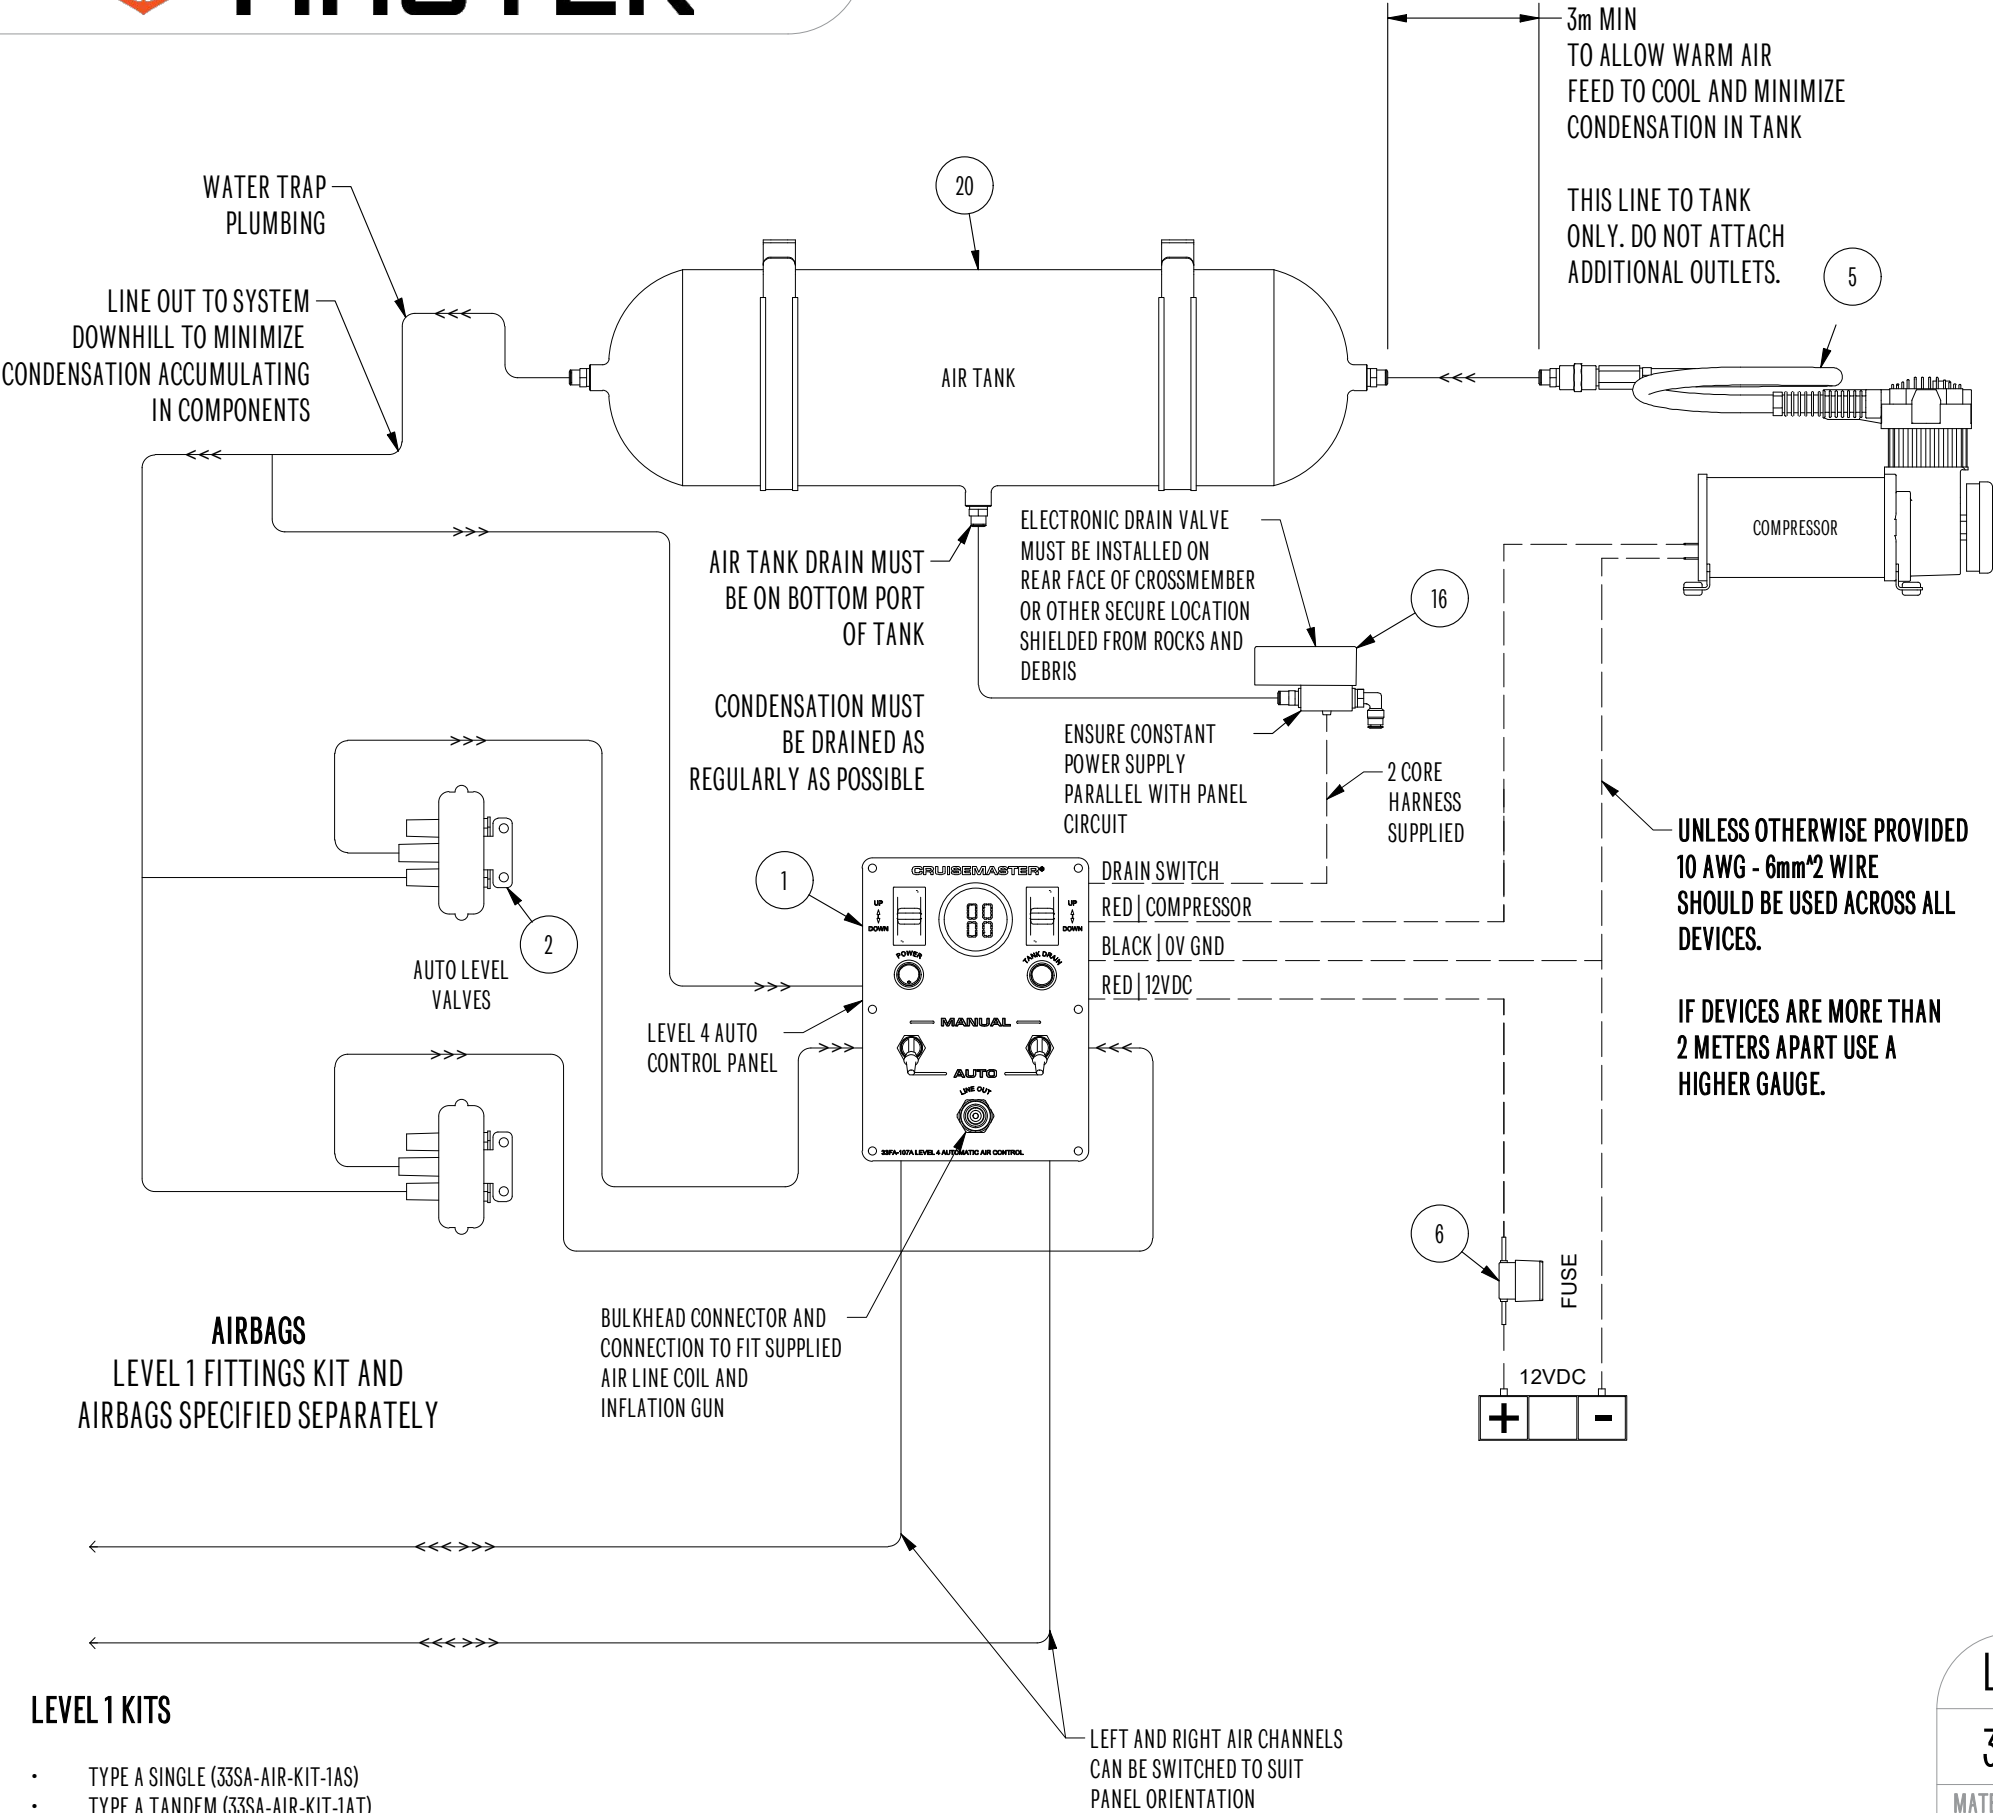 3m MIN
TO ALLOW WARM AIR
FEED TO COOL AND MINIMIZE
CONDENSATION IN TANK
THIS LINE TO TANK
ONLY. DO NOT ATTACH
ADDITIONAL OUTLETS.
5
20
WATER TRAP
PLUMBING
LINE OUT TO SYSTEM
DOWNHILL TO MINIMIZE
CONDENSATION ACCUMULATING
IN COMPONENTS
AIR TANK
COMPRESSOR
AIR TANK DRAIN MUST
BE ON BOTTOM PORT
OF TANK
CONDENSATION MUST
BE DRAINED AS
REGULARLY AS POSSIBLE
ELECTRONIC DRAIN VALVE
MUST BE INSTALLED ON
REAR FACE OF CROSSMEMBER
OR OTHER SECURE LOCATION
SHIELDED FROM ROCKS AND
DEBRIS
16
ENSURE CONSTANT
POWER SUPPLY
PARALLEL WITH PANEL
CIRCUIT
2 CORE
HARNESS
SUPPLIED
UNLESS OTHERWISE PROVIDED
10 AWG - 6mm^2 WIRE
SHOULD BE USED ACROSS ALL
DEVICES.
IF DEVICES ARE MORE THAN
2 METERS APART USE A
HIGHER GAUGE.
2
AUTO LEVEL
VALVES
1
LEVEL 4 AUTO
CONTROL PANEL
CRUISEMASTER®
UP
DOWN
00
00
UP
DOWN
POWER
TANK DRAIN
MANUAL
AUTO
LINE OUT
33FA-107A LEVEL 4 AUTOMATIC AIR CONTROL
DRAIN SWITCH
RED | COMPRESSOR
BLACK | 0V GND
RED | 12VDC
6
FUSE
12VDC
+
-
AIRBAGS
LEVEL 1 FITTINGS KIT AND
AIRBAGS SPECIFIED SEPARATELY
BULKHEAD CONNECTOR AND
CONNECTION TO FIT SUPPLIED
AIR LINE COIL AND
INFLATION GUN
LEFT AND RIGHT AIR CHANNELS
CAN BE SWITCHED TO SUIT
PANEL ORIENTATION
LEVEL 1 KITS
• TYPE A SINGLE (33SA-AIR-KIT-1AS)
• TYPE A TANDEM (33SA-AIR-KIT-1AT)